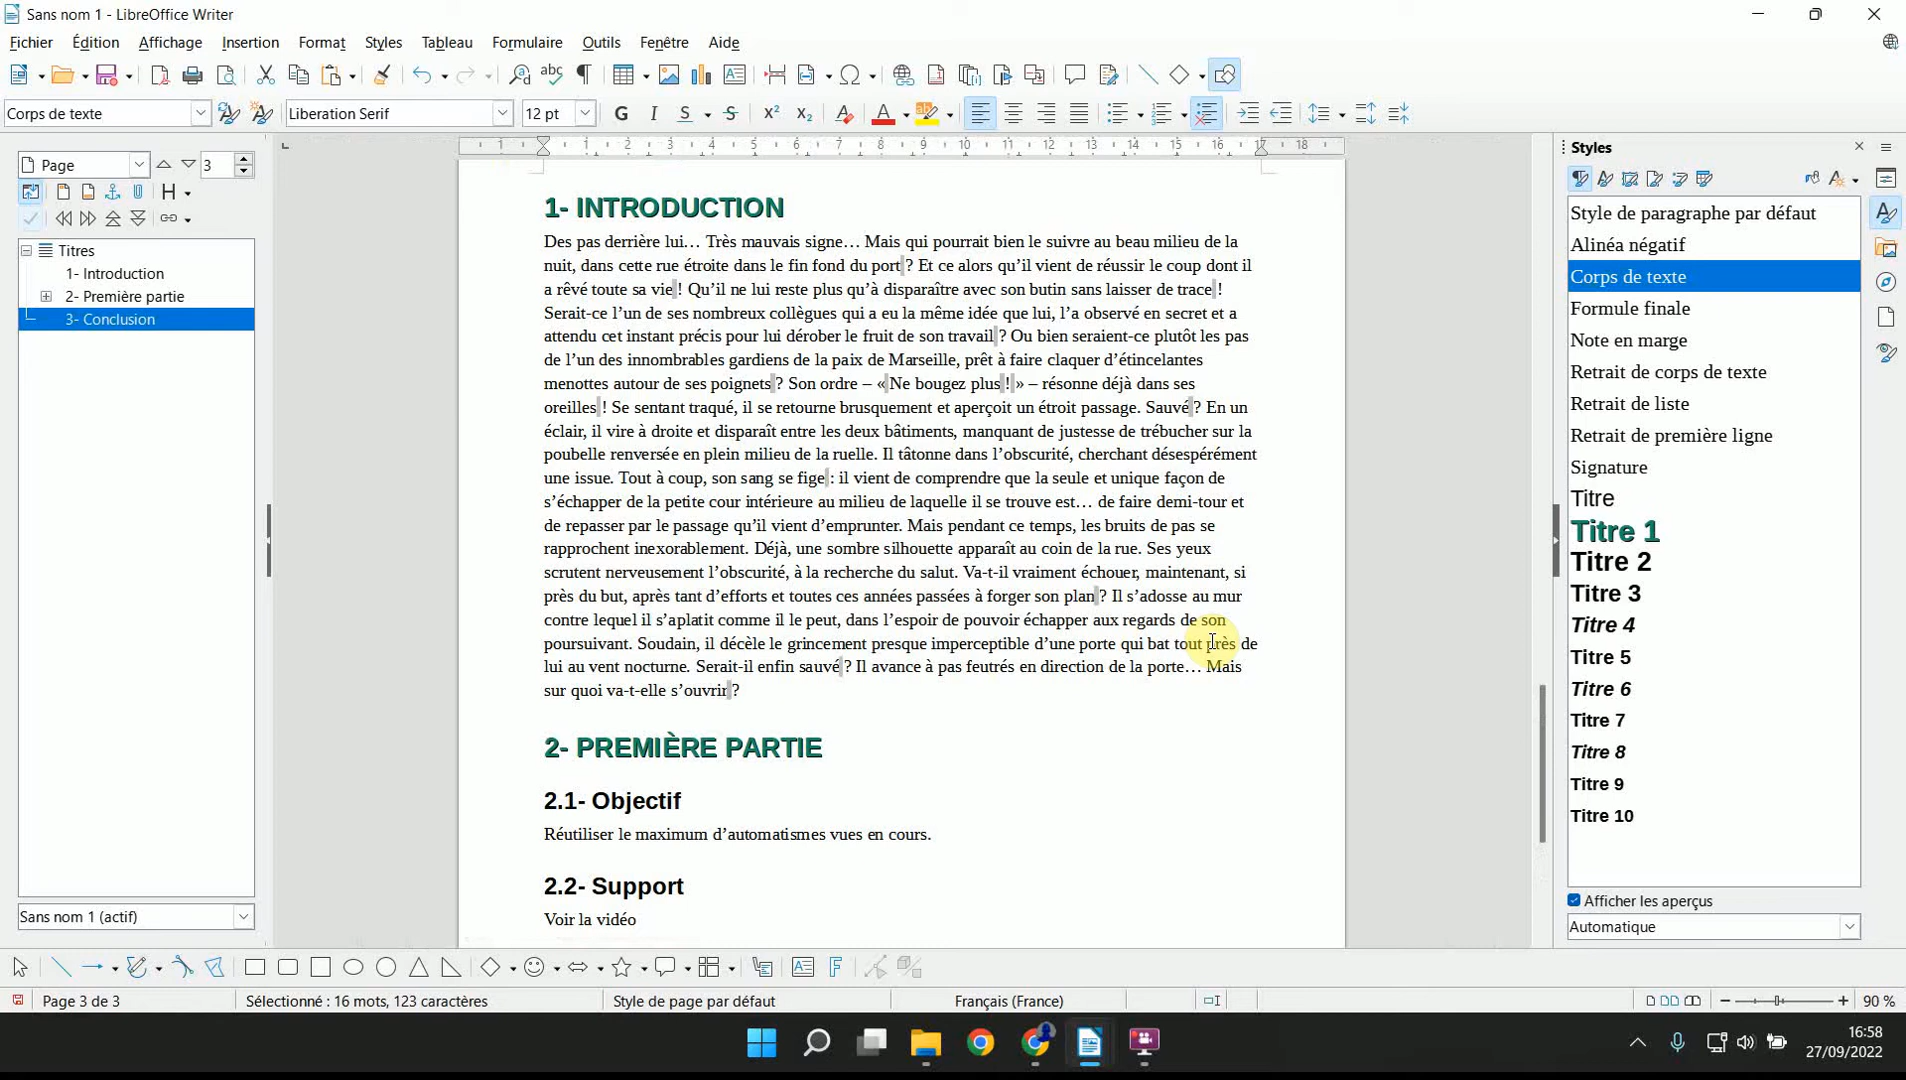 Sans nom 1 - LibreOffice Writer
Fichier Édition Affichage Insertion Format Styles Tableau Formulaire Outils Fenêtre Aide
Corps de texte Liberation Serif 12 pt G I S S X² X₂
Page 3
1 1 2 3 4 5 6 7 8 9 10 11 12 13 14 15 16 17 18
Titres
1- Introduction
2- Première partie
3- Conclusion
Sans nom 1 (actif)
1- INTRODUCTION
Des pas derrière lui… Très mauvais signe… Mais qui pourrait bien le suivre au beau milieu de la
nuit, dans cette rue étroite dans le fin fond du port ? Et ce alors qu’il vient de réussir le coup dont il
a rêvé toute sa vie ! Qu’il ne lui reste plus qu’à disparaître avec son butin sans laisser de trace !
Serait-ce l’un de ses nombreux collègues qui a eu la même idée que lui, l’a observé en secret et a
attendu cet instant précis pour lui dérober le fruit de son travail ? Ou bien seraient-ce plutôt les pas
de l’un des innombrables gardiens de la paix de Marseille, prêt à faire claquer d’étincelantes
menottes autour de ses poignets ? Son ordre – « Ne bougez plus ! » – résonne déjà dans ses
oreilles ! Se sentant traqué, il se retourne brusquement et aperçoit un étroit passage. Sauvé ? En un
éclair, il vire à droite et disparaît entre les deux bâtiments, manquant de justesse de trébucher sur la
poubelle renversée en plein milieu de la ruelle. Il tâtonne dans l’obscurité, cherchant désespérément
une issue. Tout à coup, son sang se fige : il vient de comprendre que la seule et unique façon de
s’échapper de la petite cour intérieure au milieu de laquelle il se trouve est… de faire demi-tour et
de repasser par le passage qu’il vient d’emprunter. Mais pendant ce temps, les bruits de pas se
rapprochent inexorablement. Déjà, une sombre silhouette apparaît au coin de la rue. Ses yeux
scrutent nerveusement l’obscurité, à la recherche du salut. Va-t-il vraiment échouer, maintenant, si
près du but, après tant d’efforts et toutes ces années passées à forger son plan ? Il s’adosse au mur
contre lequel il s’aplatit comme il le peut, dans l’espoir de pouvoir échapper aux regards de son
poursuivant. Soudain, il décèle le grincement presque imperceptible d’une porte qui bat tout près de
lui au vent nocturne. Serait-il enfin sauvé ? Il avance à pas feutrés en direction de la porte… Mais
sur quoi va-t-elle s’ouvrir ?
2- PREMIÈRE PARTIE
2.1- Objectif
Réutiliser le maximum d’automatismes vues en cours.
2.2- Support
Voir la vidéo
Styles
Style de paragraphe par défaut
Alinéa négatif
Corps de texte
Formule finale
Note en marge
Retrait de corps de texte
Retrait de liste
Retrait de première ligne
Signature
Titre
Titre 1
Titre 2
Titre 3
Titre 4
Titre 5
Titre 6
Titre 7
Titre 8
Titre 9
Titre 10
Afficher les aperçus
Automatique
Page 3 de 3 Sélectionné : 16 mots, 123 caractères Style de page par défaut Français (France) 90 %
16:58
27/09/2022